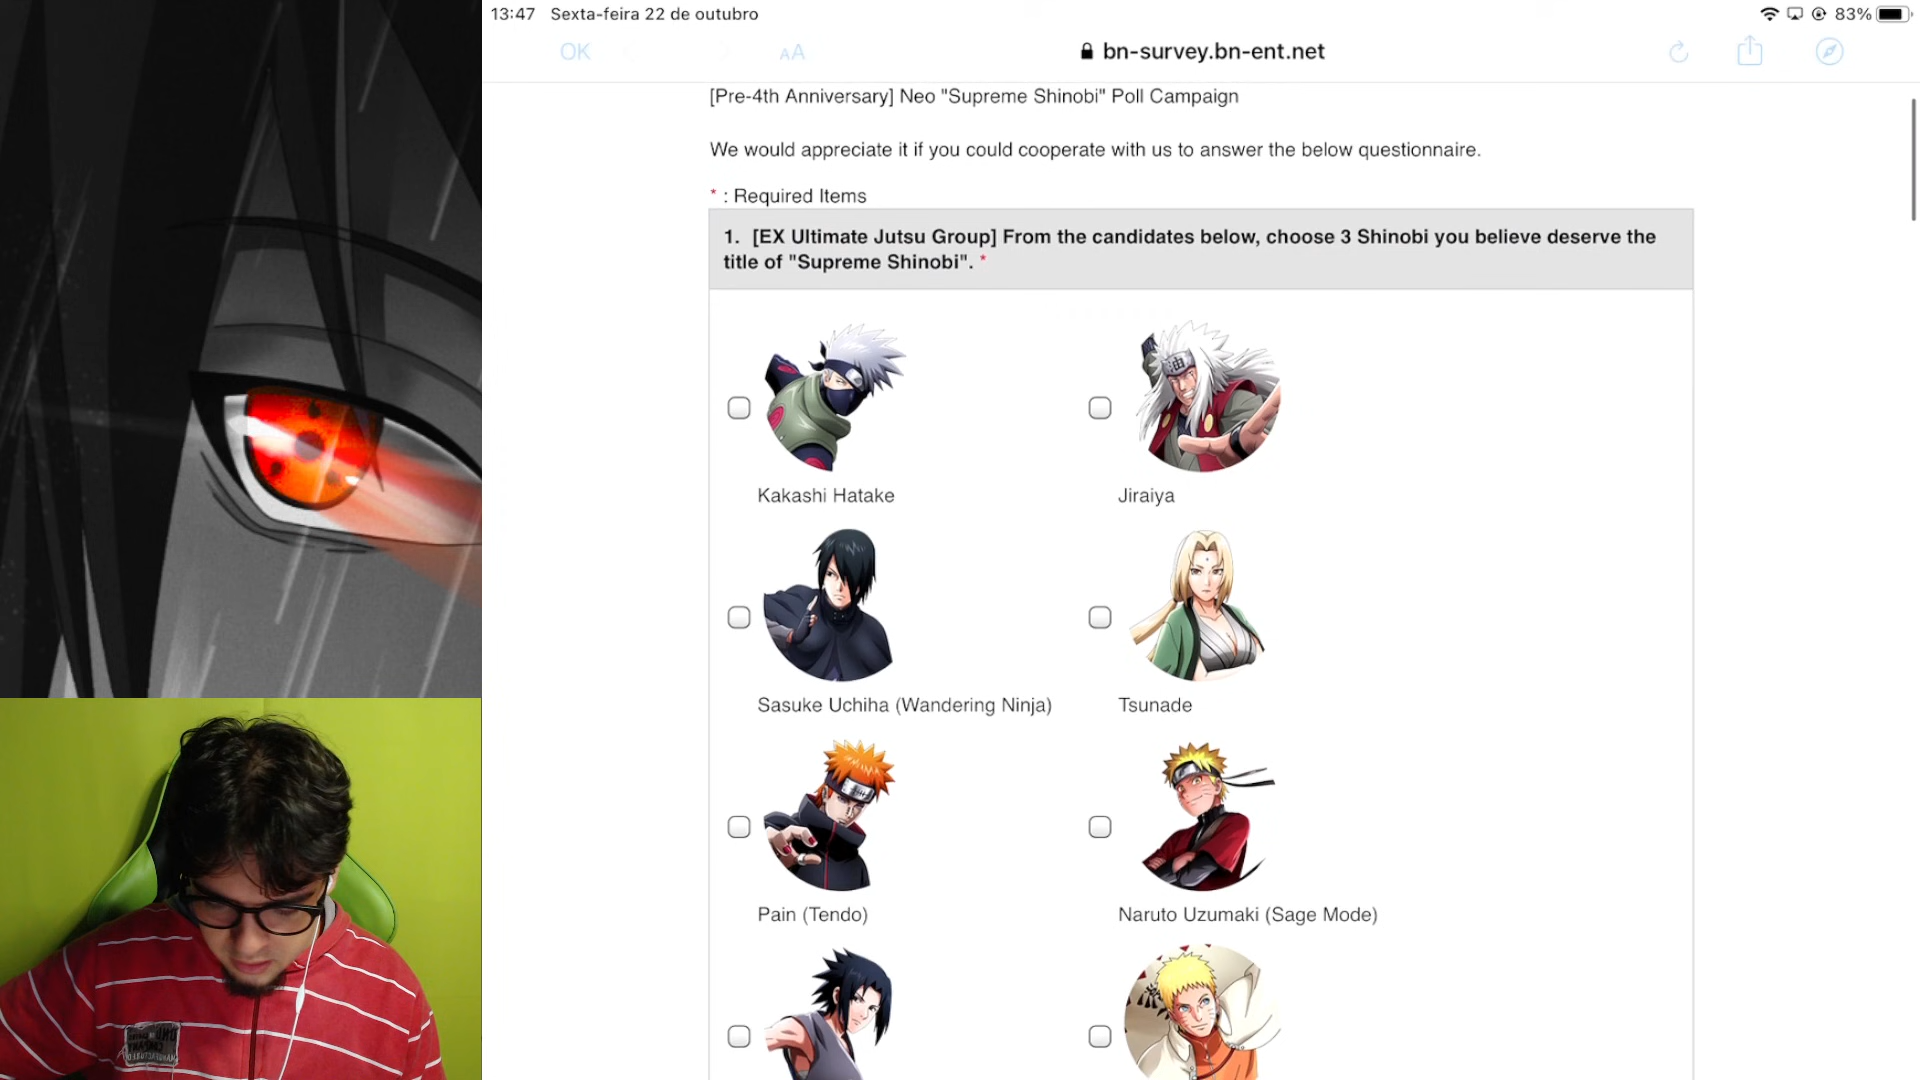 13:47 Sexta-feira 22 de outubro
83%
OK
AA
bn-survey.bn-ent.net
[Pre-4th Anniversary] Neo "Supreme Shinobi" Poll Campaign
We would appreciate it if you could cooperate with us to answer the below questionnaire.
* : Required Items
1. [EX Ultimate Jutsu Group] From the candidates below, choose 3 Shinobi you believe deserve the
title of "Supreme Shinobi". *
油
Kakashi Hatake
Jiraiya
Sasuke Uchiha (Wandering Ninja)
Tsunade
Pain (Tendo)
Naruto Uzumaki (Sage Mode)